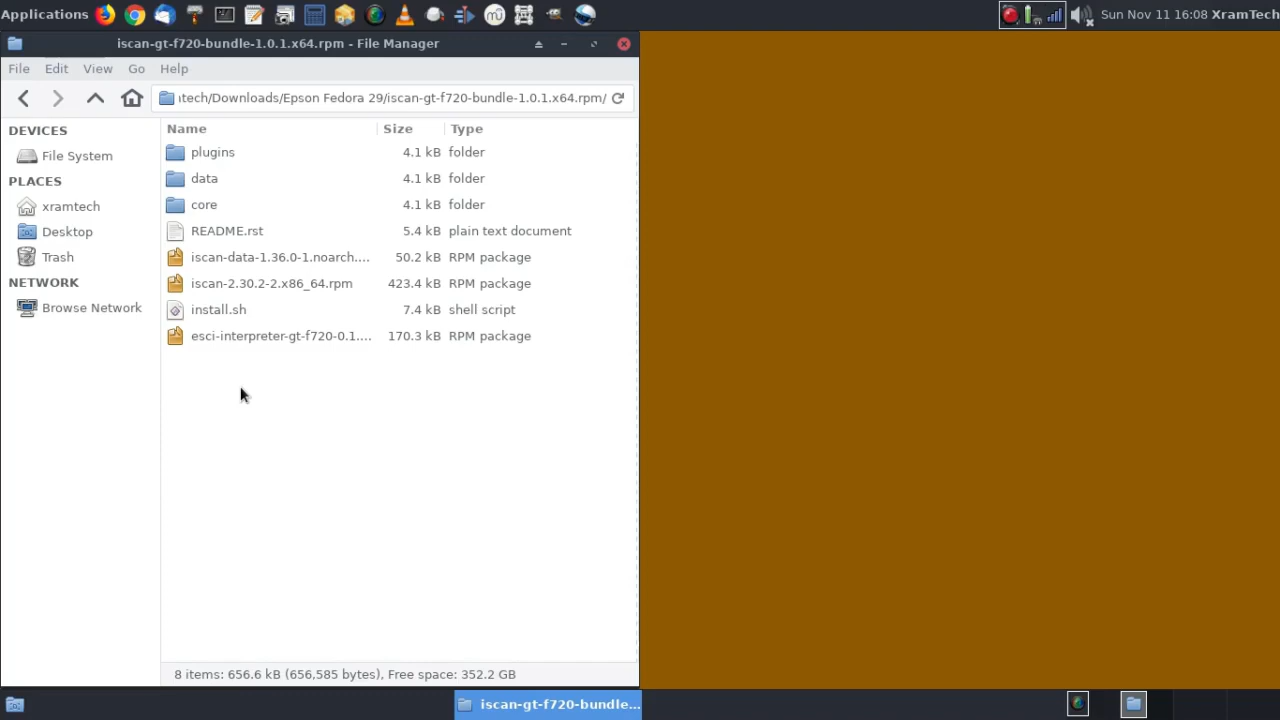 Applications
Sun Nov 11 16:08 XramTech
iscan-gt-f720-bundle-1.0.1.x64.rpm - File Manager
File Edit View Go Help
tech/Downloads/Epson Fedora 29/iscan-gt-f720-bundle-1.0.1.x64.rpm/
DEVICES
File System
PLACES
xramtech
Desktop
Trash
NETWORK
Browse Network
Name Size Type
plugins 4.1 kB folder
data 4.1 kB folder
core 4.1 kB folder
README.rst 5.4 kB plain text document
iscan-data-1.36.0-1.noarch.... 50.2 kB RPM package
iscan-2.30.2-2.x86_64.rpm 423.4 kB RPM package
install.sh 7.4 kB shell script
esci-interpreter-gt-f720-0.1.... 170.3 kB RPM package
8 items: 656.6 kB (656,585 bytes), Free space: 352.2 GB
iscan-gt-f720-bundle...